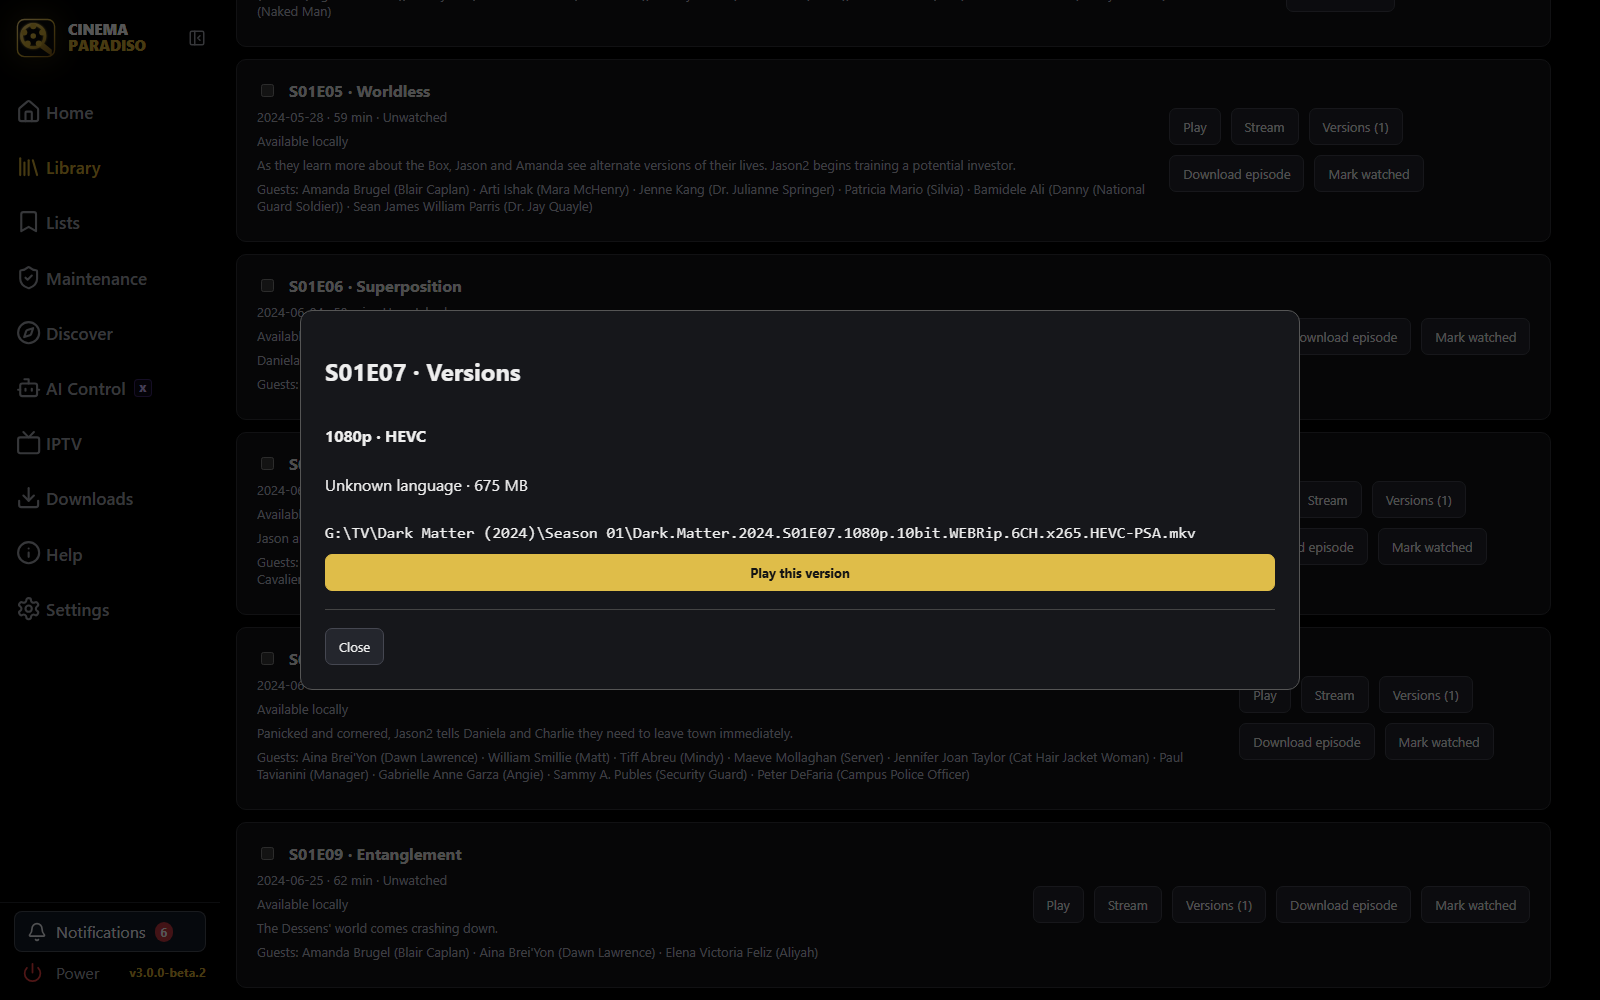 CINEMA
PARADISO
Home
Library
Lists
Maintenance
Discover
AI Control x
IPTV
Downloads
Help
Settings
Notifications 6
Power v3.0.0-beta.2
(Naked Man)
S01E05 · Worldless
2024-05-28 · 59 min · Unwatched
Available locally
As they learn more about the Box, Jason and Amanda see alternate versions of their lives. Jason2 begins training a potential investor.
Guests: Amanda Brugel (Blair Caplan) · Arti Ishak (Mara McHenry) · Jenne Kang (Dr. Julianne Springer) · Patricia Mario (Silvia) · Bamidele Ali (Danny (National
Guard Soldier)) · Sean James William Parris (Dr. Jay Quayle)
Play Stream Versions (1)
Download episode Mark watched
S01E06 · Superposition
2024-06
Availab
Daniela
Guests:
ownload episode Mark watched
S01E07 · Versions
1080p · HEVC
Unknown language · 675 MB
G:\TV\Dark Matter (2024)\Season 01\Dark.Matter.2024.S01E07.1080p.10bit.WEBRip.6CH.x265.HEVC-PSA.mkv
Play this version
Close
2024-06
Availab
Jason a
Guests:
Cavalier
Stream Versions (1)
d episode Mark watched
2024-06
Available locally
Panicked and cornered, Jason2 tells Daniela and Charlie they need to leave town immediately.
Guests: Aina Brei'Yon (Dawn Lawrence) · William Smillie (Matt) · Tiff Abreu (Mindy) · Maeve Mollaghan (Server) · Jennifer Joan Taylor (Cat Hair Jacket Woman) · Paul
Tavianini (Manager) · Gabrielle Anne Garza (Angie) · Sammy A. Publes (Security Guard) · Peter DeFaria (Campus Police Officer)
Play Stream Versions (1)
Download episode Mark watched
S01E09 · Entanglement
2024-06-25 · 62 min · Unwatched
Available locally
The Dessens' world comes crashing down.
Guests: Amanda Brugel (Blair Caplan) · Aina Brei'Yon (Dawn Lawrence) · Elena Victoria Feliz (Aliyah)
Play Stream Versions (1) Download episode Mark watched